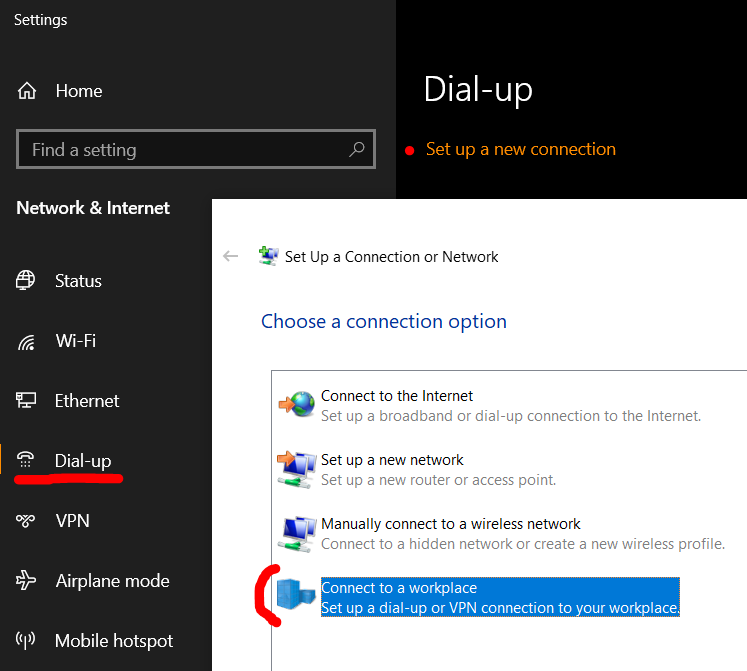 Settings
Home
Find a setting
Network & Internet
Status
Wi-Fi
Ethernet
Dial-up
VPN
Airplane mode
Mobile hotspot
Dial-up
Set up a new connection
Set Up a Connection or Network
Choose a connection option
Connect to the Internet
Set up a broadband or dial-up connection to the Internet.
Set up a new network
Set up a new router or access point.
Manually connect to a wireless network
Connect to a hidden network or create a new wireless profile.
Connect to a workplace
Set up a dial-up or VPN connection to your workplace.